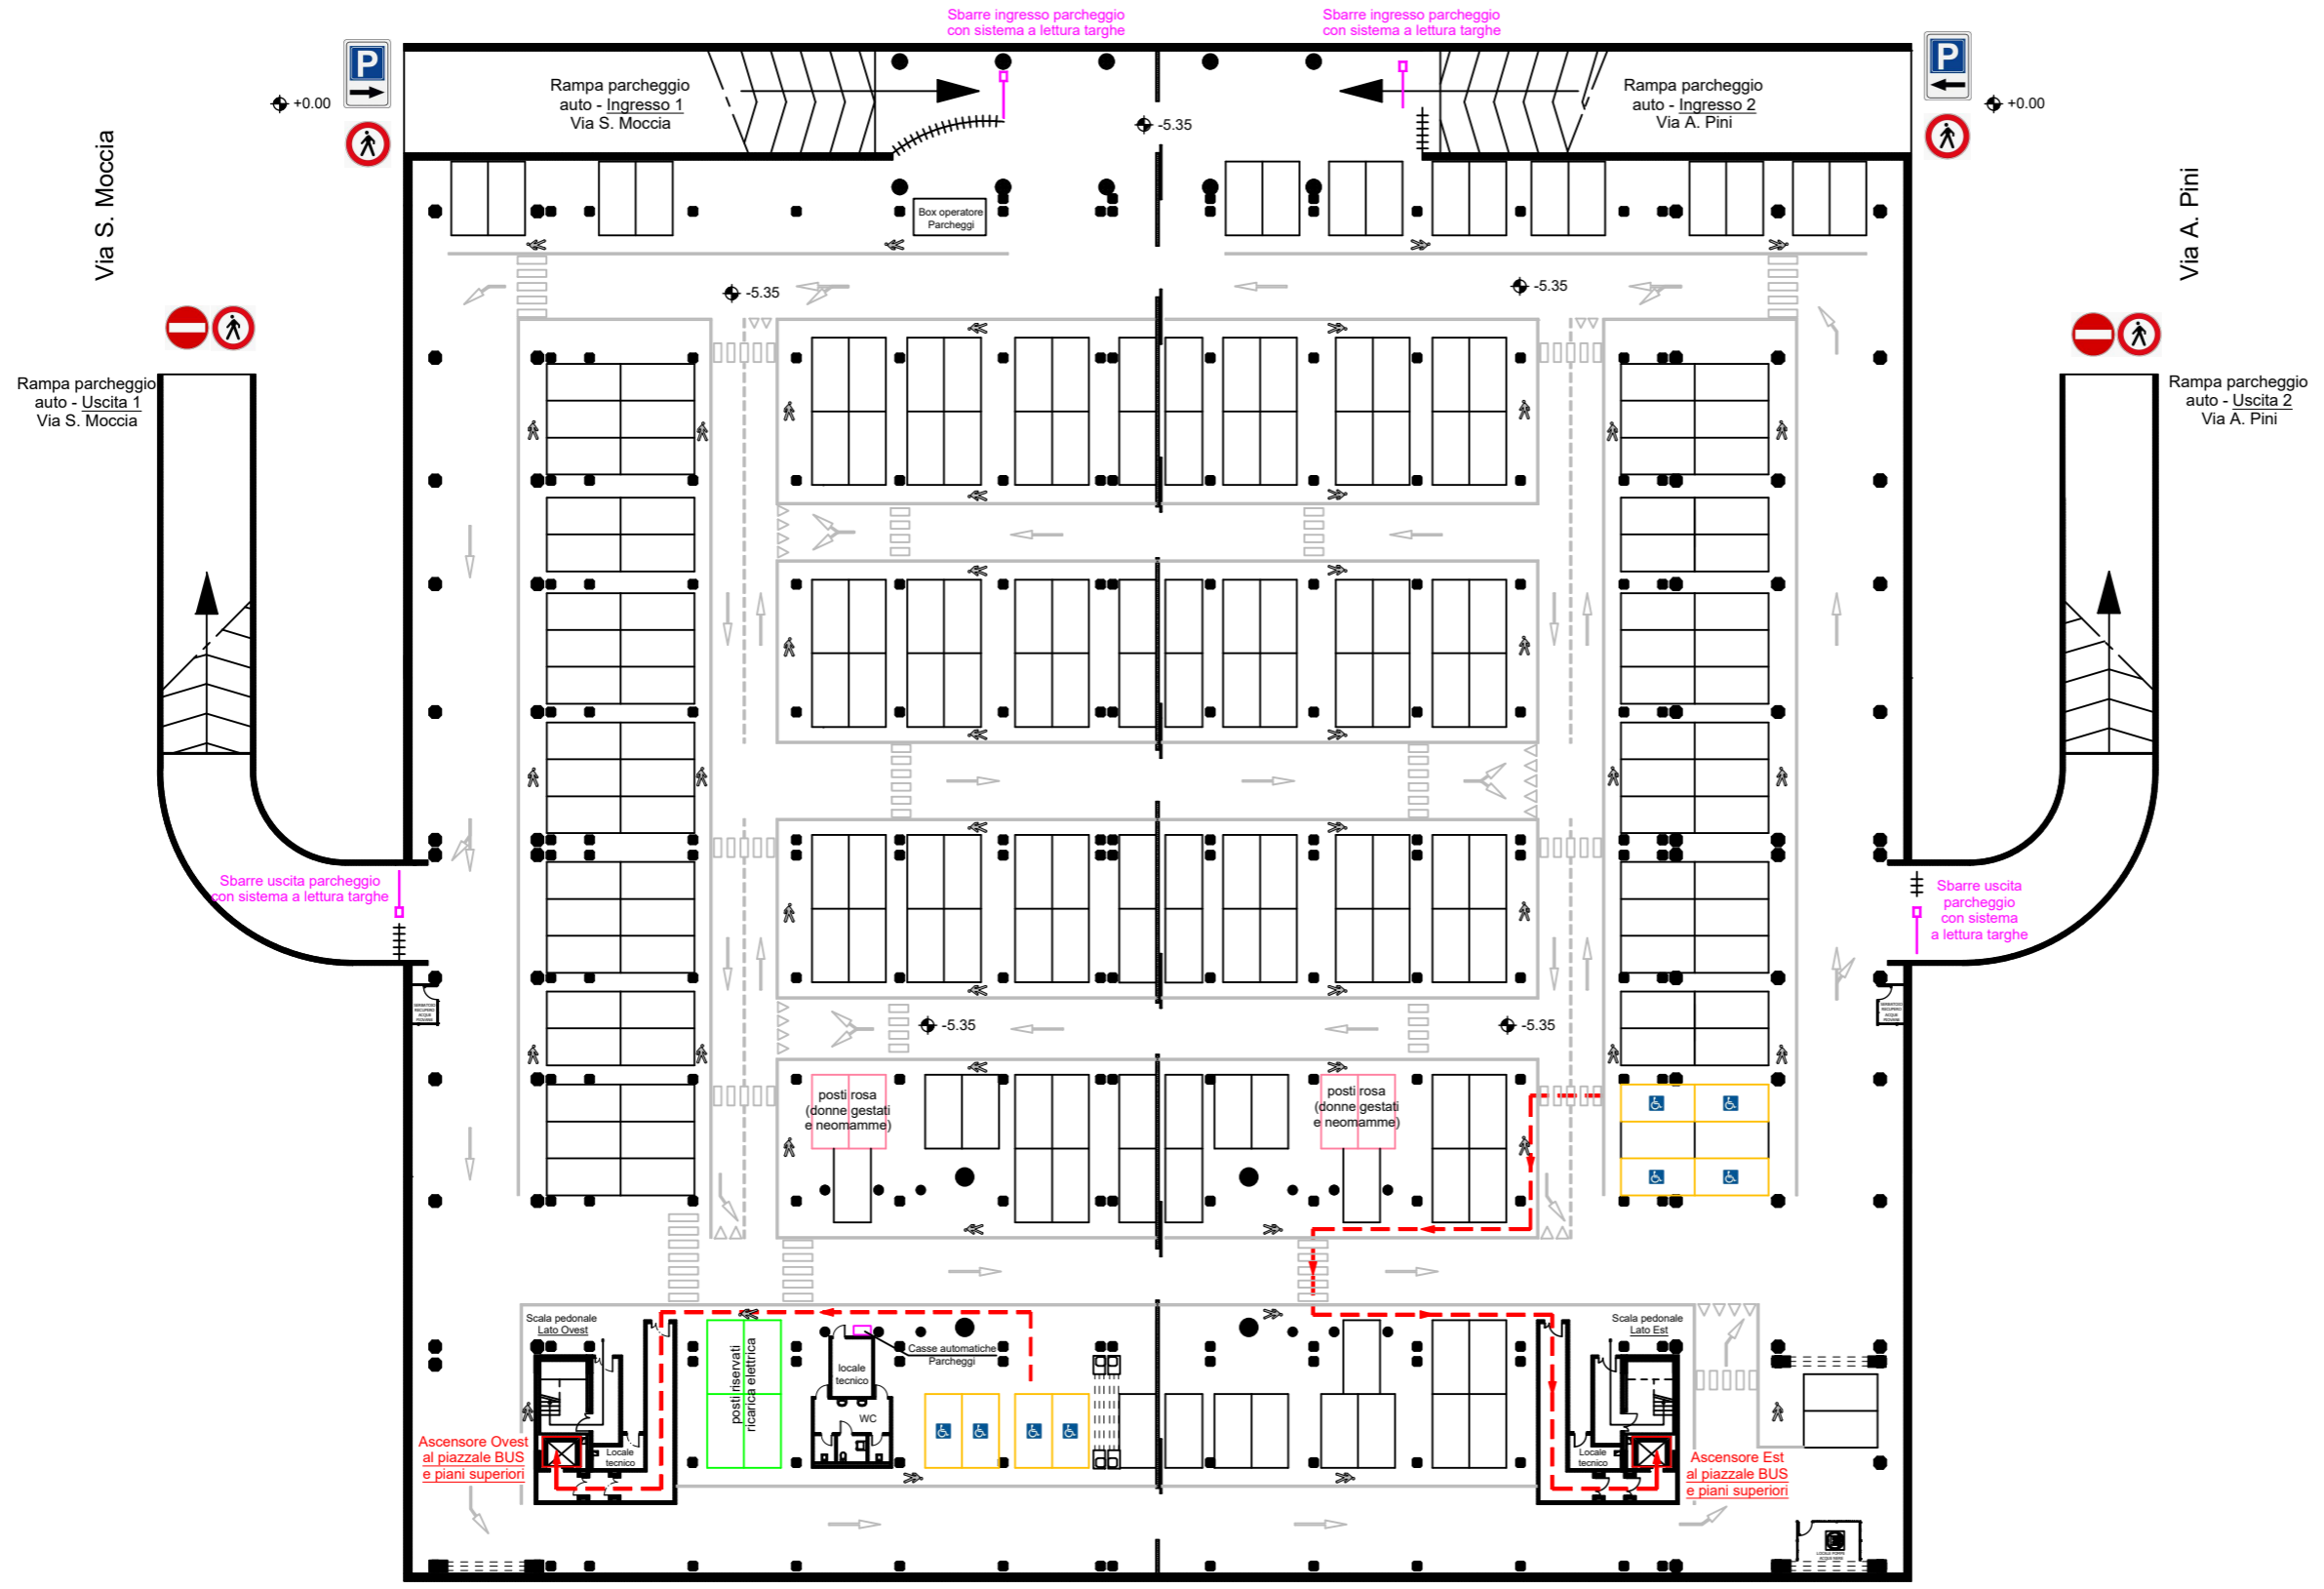 Sbarre ingresso parcheggio
con sistema a lettura targhe
Sbarre ingresso parcheggio
con sistema a lettura targhe
P
P
Rampa parcheggio
auto - Ingresso 1
Via S. Moccia
Rampa parcheggio
auto - Ingresso 2
Via A. Pini
+0.00
+0.00
-5.35
Via S. Moccia
Via A. Pini
Box operatore
Parcheggi
-5.35
-5.35
Rampa parcheggio
auto - Uscita 1
Via S. Moccia
Rampa parcheggio
auto - Uscita 2
Via A. Pini
Sbarre uscita parcheggio
con sistema a lettura targhe
Sbarre uscita
parcheggio
con sistema
a lettura targhe
-5.35
-5.35
posti rosa
(donne gestati
e neomamme)
posti rosa
(donne gestati
e neomamme)
Scala pedonale
Lato Ovest
Scala pedonale
Lato Est
posti riservati
ricarica elettrica
Casse automatiche
Parcheggi
locale
tecnico
WC
Locale
tecnico
Locale
tecnico
Ascensore Ovest
al piazzale BUS
e piani superiori
Ascensore Est
al piazzale BUS
e piani superiori